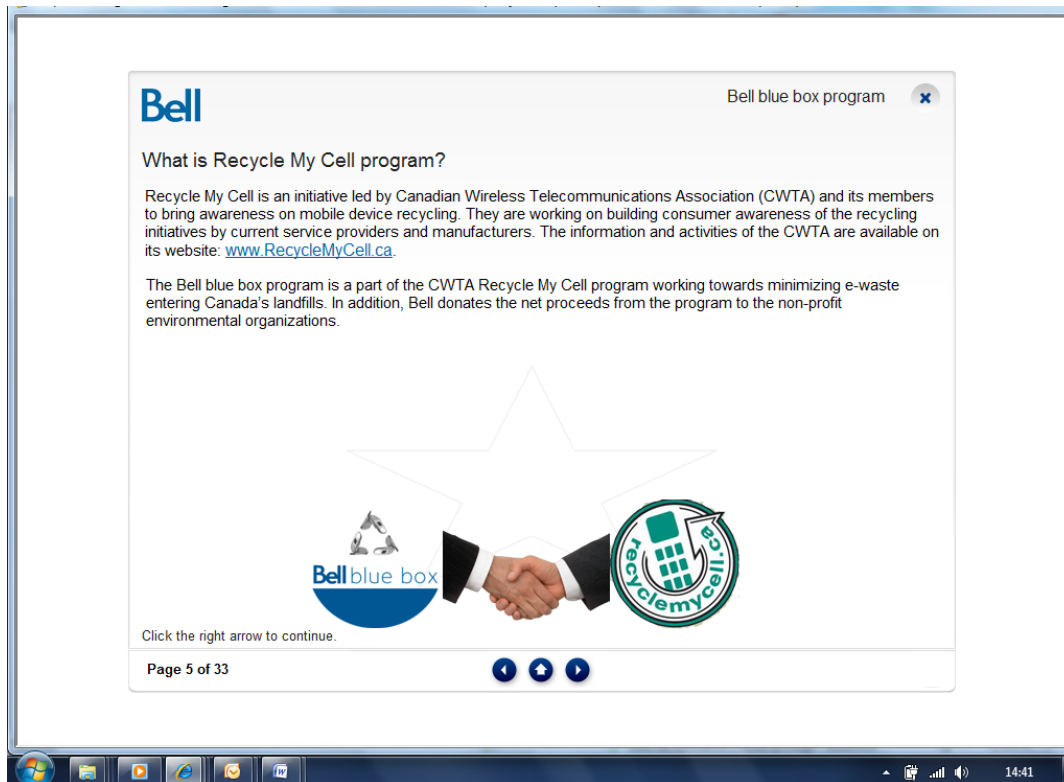 Bell
Bell blue box program
What is Recycle My Cell program?
Recycle My Cell is an initiative led by Canadian Wireless Telecommunications Association (CWTA) and its members
to bring awareness on mobile device recycling. They are working on building consumer awareness of the recycling
initiatives by current service providers and manufacturers. The information and activities of the CWTA are available on
its website: www.RecycleMyCell.ca.
The Bell blue box program is a part of the CWTA Recycle My Cell program working towards minimizing e-waste
entering Canada's landfills. In addition, Bell donates the net proceeds from the program to the non-profit
environmental organizations.
Bell blue box
recyclemycell.ca
Click the right arrow to continue.
Page 5 of 33
14:41